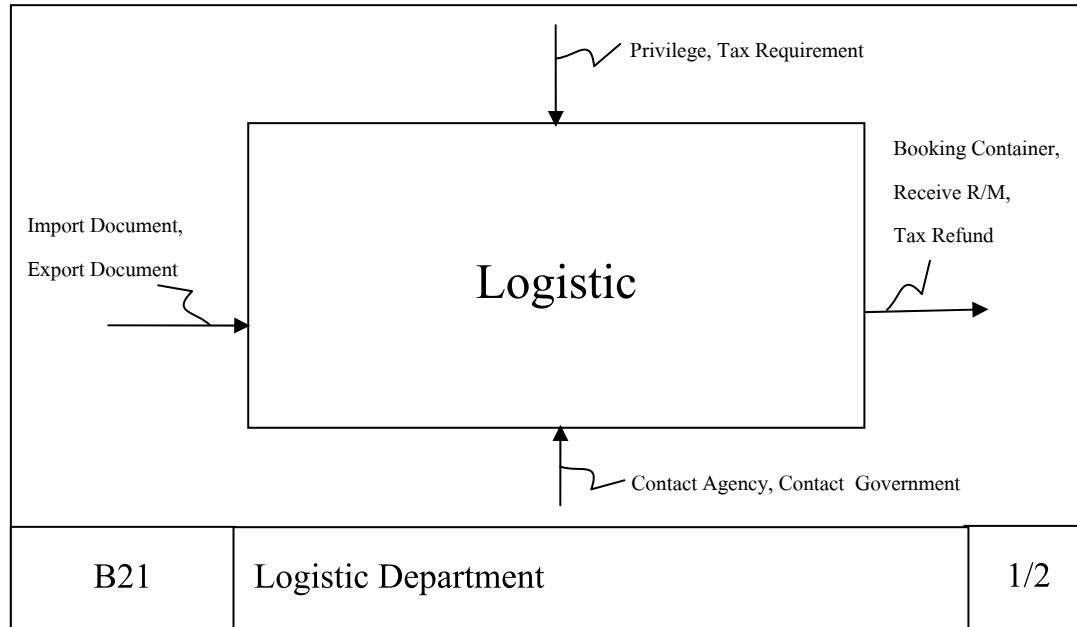 Privilege, Tax Requirement
Booking Container,
Receive R/M,
Tax Refund
Import Document,
Export Document
Logistic
Contact Agency, Contact  Government
B21
Logistic Department
1/2